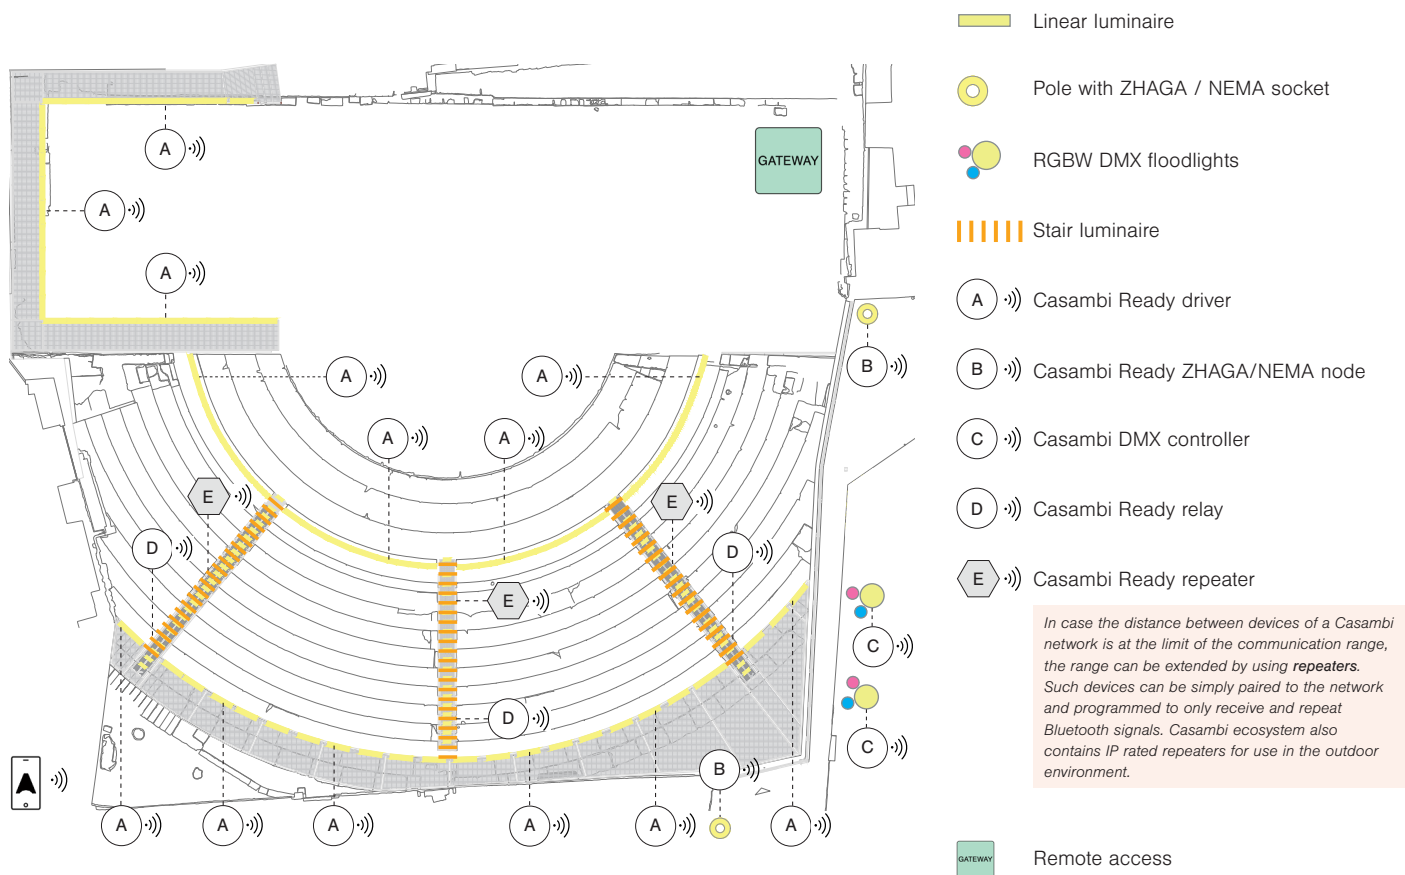 Linear luminaire
Pole with ZHAGA / NEMA socket
RGBW DMX floodlights
Stair luminaire
A Casambi Ready driver
B Casambi Ready ZHAGA/NEMA node
C Casambi DMX controller
D Casambi Ready relay
E Casambi Ready repeater
In case the distance between devices of a Casambi
network is at the limit of the communication range,
the range can be extended by using repeaters.
Such devices can be simply paired to the network
and programmed to only receive and repeat
Bluetooth signals. Casambi ecosystem also
contains IP rated repeaters for use in the outdoor
environment.
GATEWAY Remote access
A
GATEWAY
A
A
B
A A
A A
E E
D D
E
C
D
C
B
A A A A A A